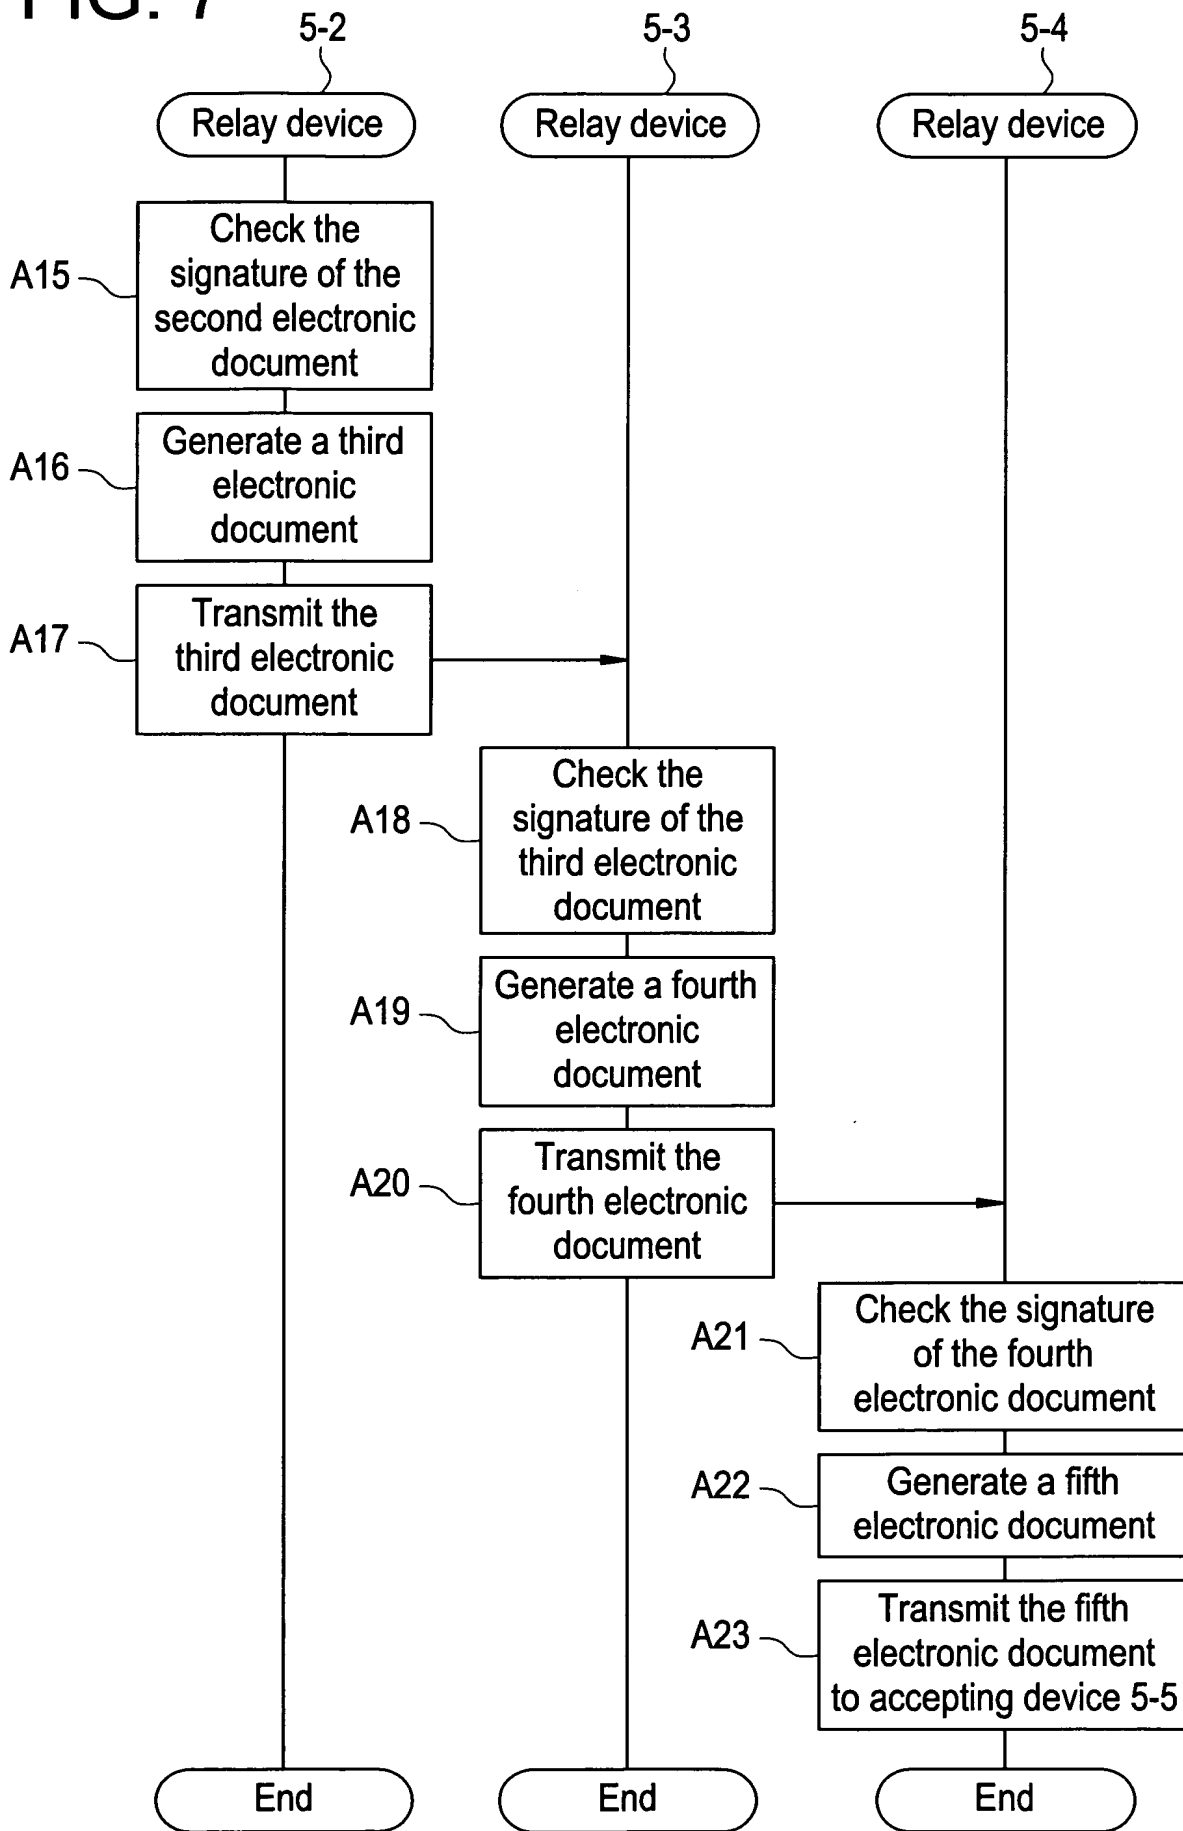 FIG. 7
5-2
5-3
5-4
Relay device
Relay device
Relay device
A15
Check the
signature of the
second electronic
document
A16
Generate a third
electronic
document
A17
Transmit the
third electronic
document
A18
Check the
signature of the
third electronic
document
A19
Generate a fourth
electronic
document
A20
Transmit the
fourth electronic
document
A21
Check the signature
of the fourth
electronic document
A22
Generate a fifth
electronic document
A23
Transmit the fifth
electronic document
to accepting device 5-5
End
End
End